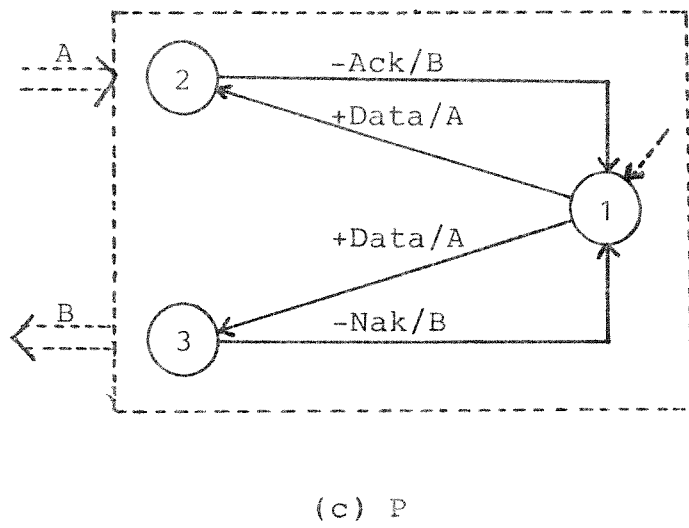 A
2
-Ack/B
+Data/A
1
+Data/A
B
3
-Nak/B
(c) P